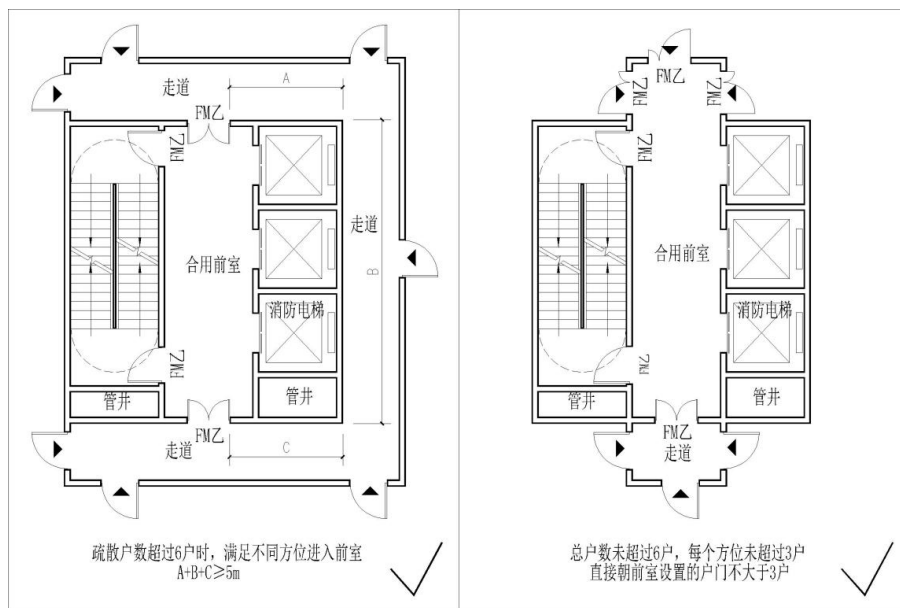 走道
A
FM乙
FM乙
走道
B
合用前室
消防电梯
FM乙
管井
管井
FM乙
走道
C
疏散户数超过6户时，满足不同方位进入前室
A+B+C≥5m
FM乙
FM乙
FM乙
FM乙
合用前室
消防电梯
FM乙
管井
管井
FM乙
走道
总户数未超过6户，每个方位未超过3户
直接朝前室设置的户门不大于3户